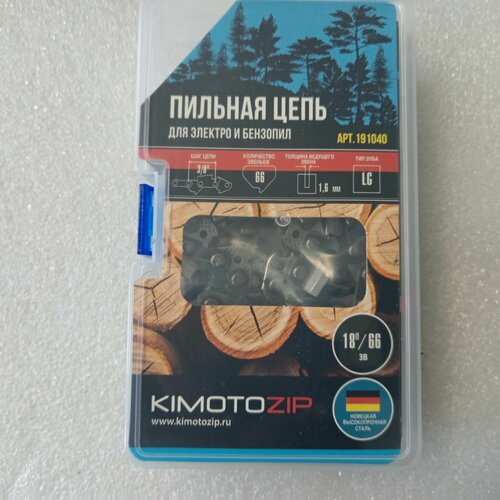 ПИЛЬНАЯ ЦЕПЬ
ДЛЯ ЭЛЕКТРО И БЕНЗОПИЛ
АРТ.191040
ШАГ ЦЕПИ
3/8"
КОЛИЧЕСТВО ЗВЕНЬЕВ
66
ТОЛЩИНА ВЕДУЩЕГО ЗВЕНА
1,6 мм
ТИП ЗУБА
LG
18"/66
ЗВ
KIMOTOZIP
www.kimotozip.ru
НЕМЕЦКАЯ
ВЫСОКОПРОЧНАЯ
СТАЛЬ